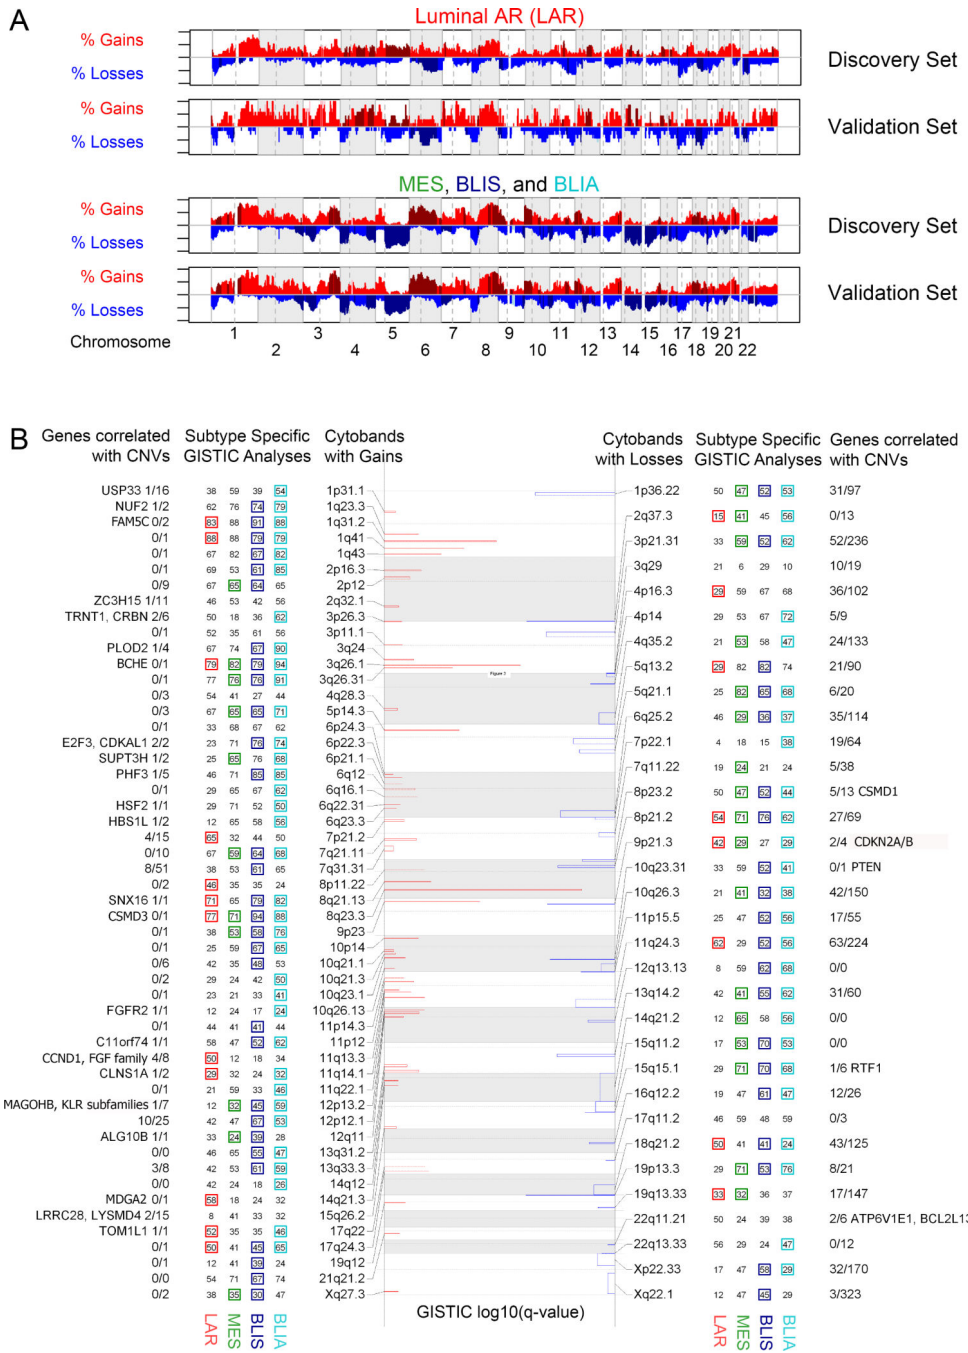 A
Luminal AR (LAR)
% Gains
% Losses
Discovery Set
% Gains
% Losses
Validation Set
MES, BLIS, and BLIA
% Gains
% Losses
Discovery Set
% Gains
% Losses
Validation Set
Chromosome
1 3 5 7 9 11 13 15 17 19 21
2 4 6 8 10 12 14 16 18 20 22
B
Genes correlated with CNVs
Subtype Specific GISTIC Analyses
Cytobands with Gains
Cytobands with Losses
Subtype Specific GISTIC Analyses
Genes correlated with CNVs
USP33 1/16 38 59 39 54 1p31.1
NUF2 1/2 62 76 74 79 1q23.3
FAM5C 0/2 83 88 91 88 1q31.2
0/1 88 88 79 79 1q41
0/1 67 82 67 82 1q43
0/1 69 53 61 85 2p16.3
0/9 67 65 64 65 2p12
ZC3H15 1/11 46 53 42 56 2q32.1
TRNT1, CRBN 2/6 50 18 36 62 3p26.3
0/1 52 35 61 56 3p11.1
PLOD2 1/4 67 74 67 90 3q24
BCHE 0/1 79 82 79 94 3q26.1
0/1 77 76 76 91 3q26.31
0/3 54 41 27 44 4q28.3
0/3 67 65 65 71 5p14.3
0/1 33 68 67 62 6p24.3
E2F3, CDKAL1 2/2 23 71 76 74 6p22.3
SUPT3H 1/2 25 65 76 68 6p21.1
PHF3 1/5 46 71 85 85 6q12
0/1 29 65 67 62 6q16.1
HSF2 1/1 29 71 52 50 6q22.31
HBS1L 1/2 12 65 58 56 6q23.3
4/15 65 32 44 50 7p21.2
0/10 67 59 64 68 7q21.11
8/51 38 53 61 65 7q31.31
0/2 46 35 35 24 8p11.22
SNX16 1/1 71 65 79 82 8q21.13
CSMD3 0/1 77 71 94 88 8q23.3
0/1 38 53 58 76 9p23
0/1 25 59 67 65 10p14
0/6 42 35 48 53 10q21.1
0/2 29 24 42 50 10q21.3
0/1 23 21 33 41 10q23.1
FGFR2 1/1 12 24 17 24 10q26.13
0/1 44 41 41 44 11p14.3
C11orf74 1/1 58 47 52 62 11p12
CCND1, FGF family 4/8 50 12 18 34 11q13.3
CLNS1A 1/2 29 32 24 32 11q14.1
0/1 21 59 33 46 11q22.1
MAGOHB, KLR subfamilies 1/7 12 32 45 59 12p13.2
10/25 42 47 67 53 12p12.1
ALG10B 1/1 33 24 39 28 12q11
0/0 46 65 55 47 13q31.2
3/8 42 53 61 59 13q33.3
0/0 42 24 18 26 14q12
MDGA2 0/1 58 18 24 32 14q21.3
LRRC28, LYSMD4 2/15 8 41 33 32 15q26.2
TOM1L1 1/1 52 35 35 46 17q22
0/1 50 41 45 65 17q24.3
0/1 12 41 39 24 19q12
0/0 54 71 67 74 21q21.2
0/2 38 35 30 47 Xq27.3
LAR MES BLIS BLIA
Figure 3
GISTIC log10(q-value)
1p36.22 50 47 52 53 31/97
2q37.3 15 41 45 56 0/13
3p21.31 33 59 52 62 52/236
3q29 21 6 29 10 10/19
4p16.3 29 59 67 68 36/102
4p14 29 53 67 72 5/9
4q35.2 21 53 58 47 24/133
5q13.2 29 82 82 74 21/90
5q21.1 25 82 65 68 6/20
6q25.2 46 29 36 37 35/114
7p22.1 4 18 15 38 19/64
7q11.22 19 24 21 24 5/38
8p23.2 50 47 52 44 5/13 CSMD1
8p21.2 54 71 76 62 27/69
9p21.3 42 29 27 29 2/4 CDKN2A/B
10q23.31 33 59 52 41 0/1 PTEN
10q26.3 21 41 32 38 42/150
11p15.5 25 47 52 56 17/55
11q24.3 62 29 52 56 63/224
12q13.13 8 59 62 68 0/0
13q14.2 42 41 55 62 31/60
14q21.2 12 65 58 56 0/0
15q11.2 17 53 70 53 0/0
15q15.1 29 71 70 68 1/6 RTF1
16q12.2 19 47 61 47 12/26
17q11.2 46 59 48 59 0/3
18q21.2 50 41 41 24 43/125
19p13.3 29 71 53 76 8/21
19q13.33 33 32 36 37 17/147
22q11.21 50 24 39 38 2/6 ATP6V1E1, BCL2L13
22q13.33 56 29 24 47 0/12
Xp22.33 17 47 58 29 32/170
Xq22.1 12 47 45 29 3/323
LAR MES BLIS BLIA